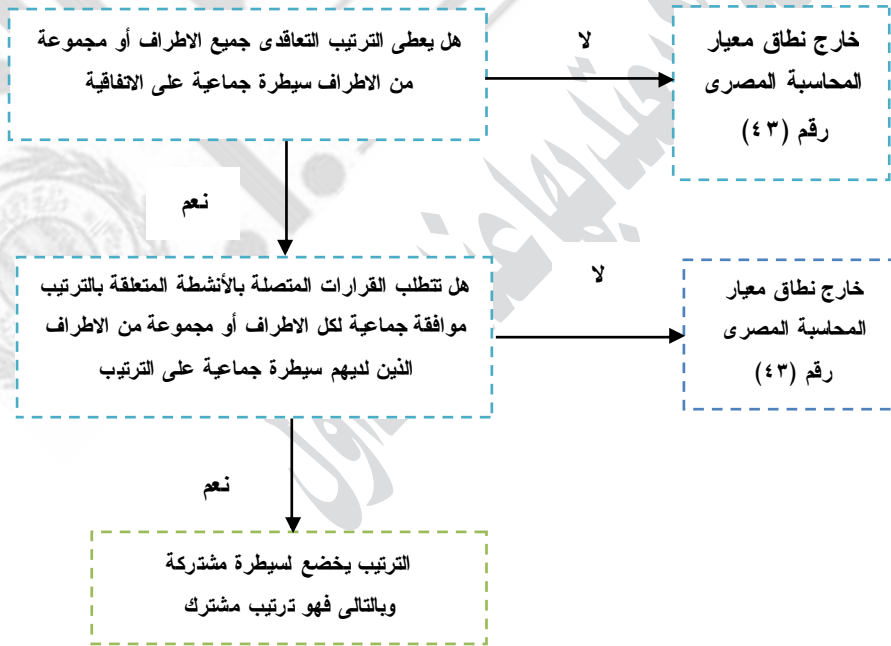 هل يعطى الترتيب التعاقدى جميع الاطراف أو مجموعة
من الاطراف سيطرة جماعية على الاتفاقية
لا
خارج نطاق معيار
المحاسبة المصرى
رقم (٤٣)
نعم
هل تتطلب القرارات المتصلة بالأنشطة المتعلقة بالترتيب
موافقة جماعية لكل الاطراف أو مجموعة من الاطراف
الذين لديهم سيطرة جماعية على الترتيب
لا
خارج نطاق معيار
المحاسبة المصرى
رقم (٤٣)
نعم
الترتيب يخضع لسيطرة مشتركة
وبالتالى فهو ترتيب مشترك